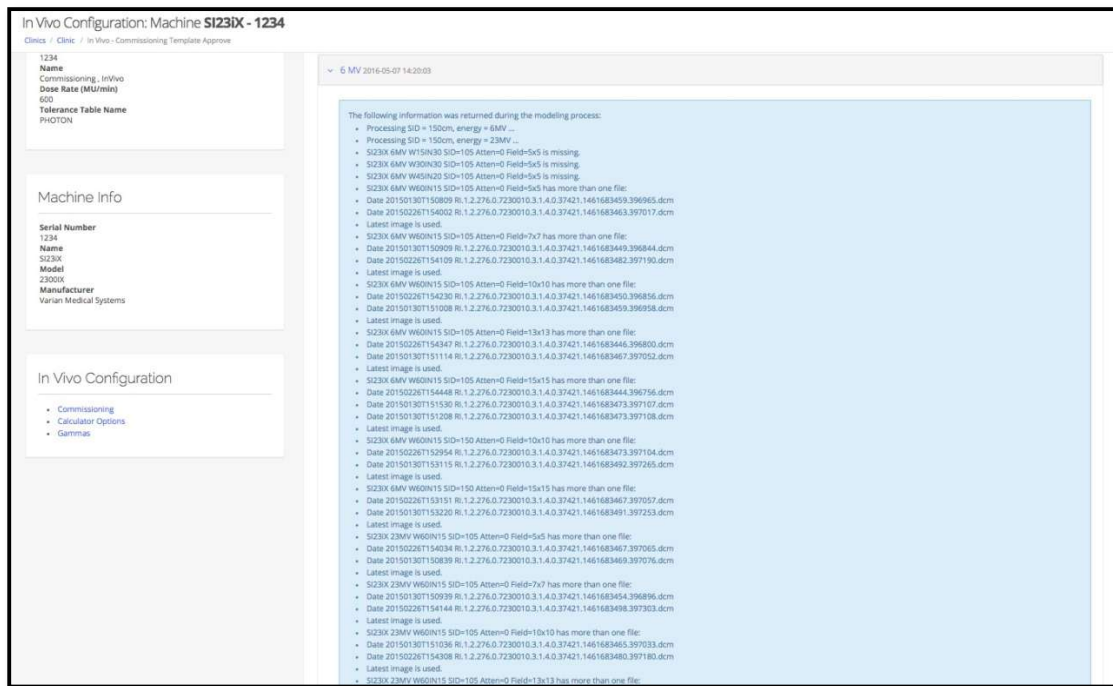 In Vivo Configuration: Machine SI23iX - 1234
Clinics / Clinic / In Vivo - Commissioning Template Approve
1234
Name
Commissioning , InVivo
Dose Rate (MU/min)
600
Tolerance Table Name
PHOTON
Machine Info
Serial Number
1234
Name
SI23iX
Model
2300IX
Manufacturer
Varian Medical Systems
In Vivo Configuration
Commissioning
Calculator Options
Gammas
6 MV 2016-05-07 14:20:03
The following information was returned during the modeling process:
Processing SID = 150cm, energy = 6MV ...
Processing SID = 150cm, energy = 23MV ...
SI23iX 6MV W15IN30 SID=105 Atten=0 Field=5x5 is missing.
SI23iX 6MV W30IN30 SID=105 Atten=0 Field=5x5 is missing.
SI23iX 6MV W45IN20 SID=105 Atten=0 Field=5x5 is missing.
SI23iX 6MV W60IN15 SID=105 Atten=0 Field=5x5 has more than one file:
Date 20150130T150809 RI.1.2.276.0.7230010.3.1.4.0.37421.1461683459.396965.dcm
Date 20150226T154002 RI.1.2.276.0.7230010.3.1.4.0.37421.1461683463.397017.dcm
Latest image is used.
SI23iX 6MV W60IN15 SID=105 Atten=0 Field=7x7 has more than one file:
Date 20150130T150909 RI.1.2.276.0.7230010.3.1.4.0.37421.1461683449.396844.dcm
Date 20150226T154109 RI.1.2.276.0.7230010.3.1.4.0.37421.1461683482.397190.dcm
Latest image is used.
SI23iX 6MV W60IN15 SID=105 Atten=0 Field=10x10 has more than one file:
Date 20150226T154230 RI.1.2.276.0.7230010.3.1.4.0.37421.1461683450.396856.dcm
Date 20150130T151008 RI.1.2.276.0.7230010.3.1.4.0.37421.1461683459.396958.dcm
Latest image is used.
SI23iX 6MV W60IN15 SID=105 Atten=0 Field=13x13 has more than one file:
Date 20150226T154347 RI.1.2.276.0.7230010.3.1.4.0.37421.1461683446.396800.dcm
Date 20150130T151114 RI.1.2.276.0.7230010.3.1.4.0.37421.1461683467.397052.dcm
Latest image is used.
SI23iX 6MV W60IN15 SID=105 Atten=0 Field=15x15 has more than one file:
Date 20150226T154448 RI.1.2.276.0.7230010.3.1.4.0.37421.1461683444.396756.dcm
Date 20150130T151530 RI.1.2.276.0.7230010.3.1.4.0.37421.1461683473.397107.dcm
Date 20150130T151208 RI.1.2.276.0.7230010.3.1.4.0.37421.1461683473.397108.dcm
Latest image is used.
SI23iX 6MV W60IN15 SID=150 Atten=0 Field=10x10 has more than one file:
Date 20150226T152954 RI.1.2.276.0.7230010.3.1.4.0.37421.1461683473.397104.dcm
Date 20150130T153115 RI.1.2.276.0.7230010.3.1.4.0.37421.1461683492.397265.dcm
Latest image is used.
SI23iX 6MV W60IN15 SID=150 Atten=0 Field=15x15 has more than one file:
Date 20150226T153151 RI.1.2.276.0.7230010.3.1.4.0.37421.1461683467.397057.dcm
Date 20150130T153220 RI.1.2.276.0.7230010.3.1.4.0.37421.1461683491.397253.dcm
Latest image is used.
SI23iX 23MV W60IN15 SID=105 Atten=0 Field=5x5 has more than one file:
Date 20150226T154034 RI.1.2.276.0.7230010.3.1.4.0.37421.1461683467.397065.dcm
Date 20150130T150839 RI.1.2.276.0.7230010.3.1.4.0.37421.1461683469.397076.dcm
Latest image is used.
SI23iX 23MV W60IN15 SID=105 Atten=0 Field=7x7 has more than one file:
Date 20150130T150939 RI.1.2.276.0.7230010.3.1.4.0.37421.1461683454.396896.dcm
Date 20150226T154144 RI.1.2.276.0.7230010.3.1.4.0.37421.1461683498.397303.dcm
Latest image is used.
SI23iX 23MV W60IN15 SID=105 Atten=0 Field=10x10 has more than one file:
Date 20150130T151036 RI.1.2.276.0.7230010.3.1.4.0.37421.1461683465.397033.dcm
Date 20150226T154308 RI.1.2.276.0.7230010.3.1.4.0.37421.1461683480.397180.dcm
Latest image is used.
SI23iX 23MV W60IN15 SID=105 Atten=0 Field=13x13 has more than one file: